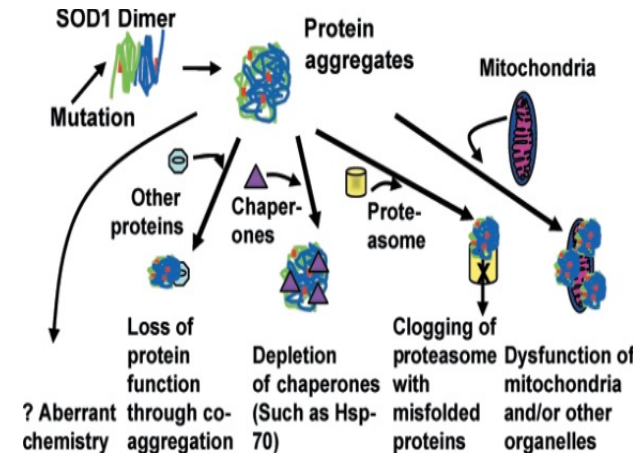 SOD1 Dimer
Protein
aggregates
Mitochondria
Mutation
Other
proteins
Chaper-
ones
Prote-
asome
X
? Aberrant
chemistry
Loss of
protein
function
through co-
aggregation
Depletion
of chaperones
(Such as Hsp-
70)
Clogging of
proteasome
with
misfolded
proteins
Dysfunction of
mitochondria
and/or other
organelles